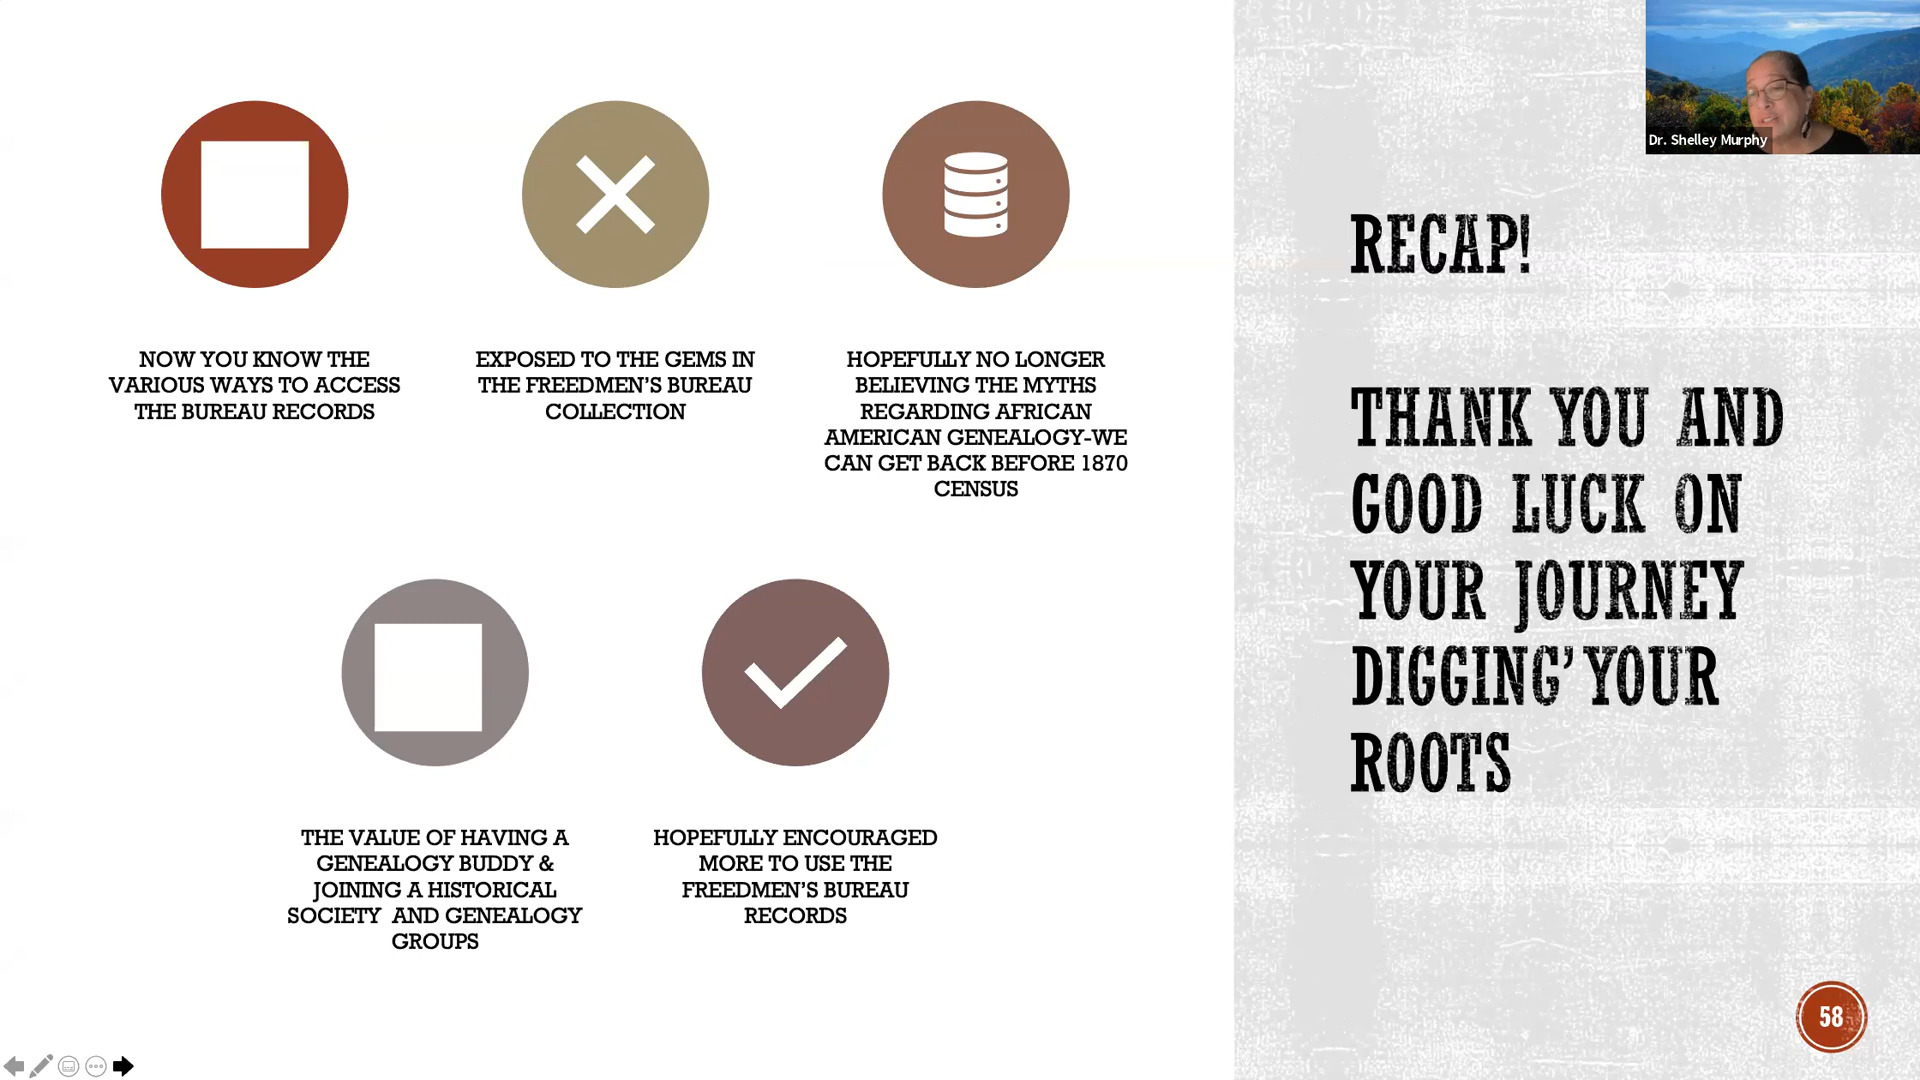 NOW YOU KNOW THE
VARIOUS WAYS TO ACCESS
THE BUREAU RECORDS
EXPOSED TO THE GEMS IN
THE FREEDMEN’S BUREAU
COLLECTION
HOPEFULLY NO LONGER
BELIEVING THE MYTHS
REGARDING AFRICAN
AMERICAN GENEALOGY-WE
CAN GET BACK BEFORE 1870
CENSUS
THE VALUE OF HAVING A
GENEALOGY BUDDY &
JOINING A HISTORICAL
SOCIETY AND GENEALOGY
GROUPS
HOPEFULLY ENCOURAGED
MORE TO USE THE
FREEDMEN’S BUREAU
RECORDS
Dr. Shelley Murphy
RECAP!
THANK YOU AND
GOOD LUCK ON
YOUR JOURNEY
DIGGING’ YOUR
ROOTS
58